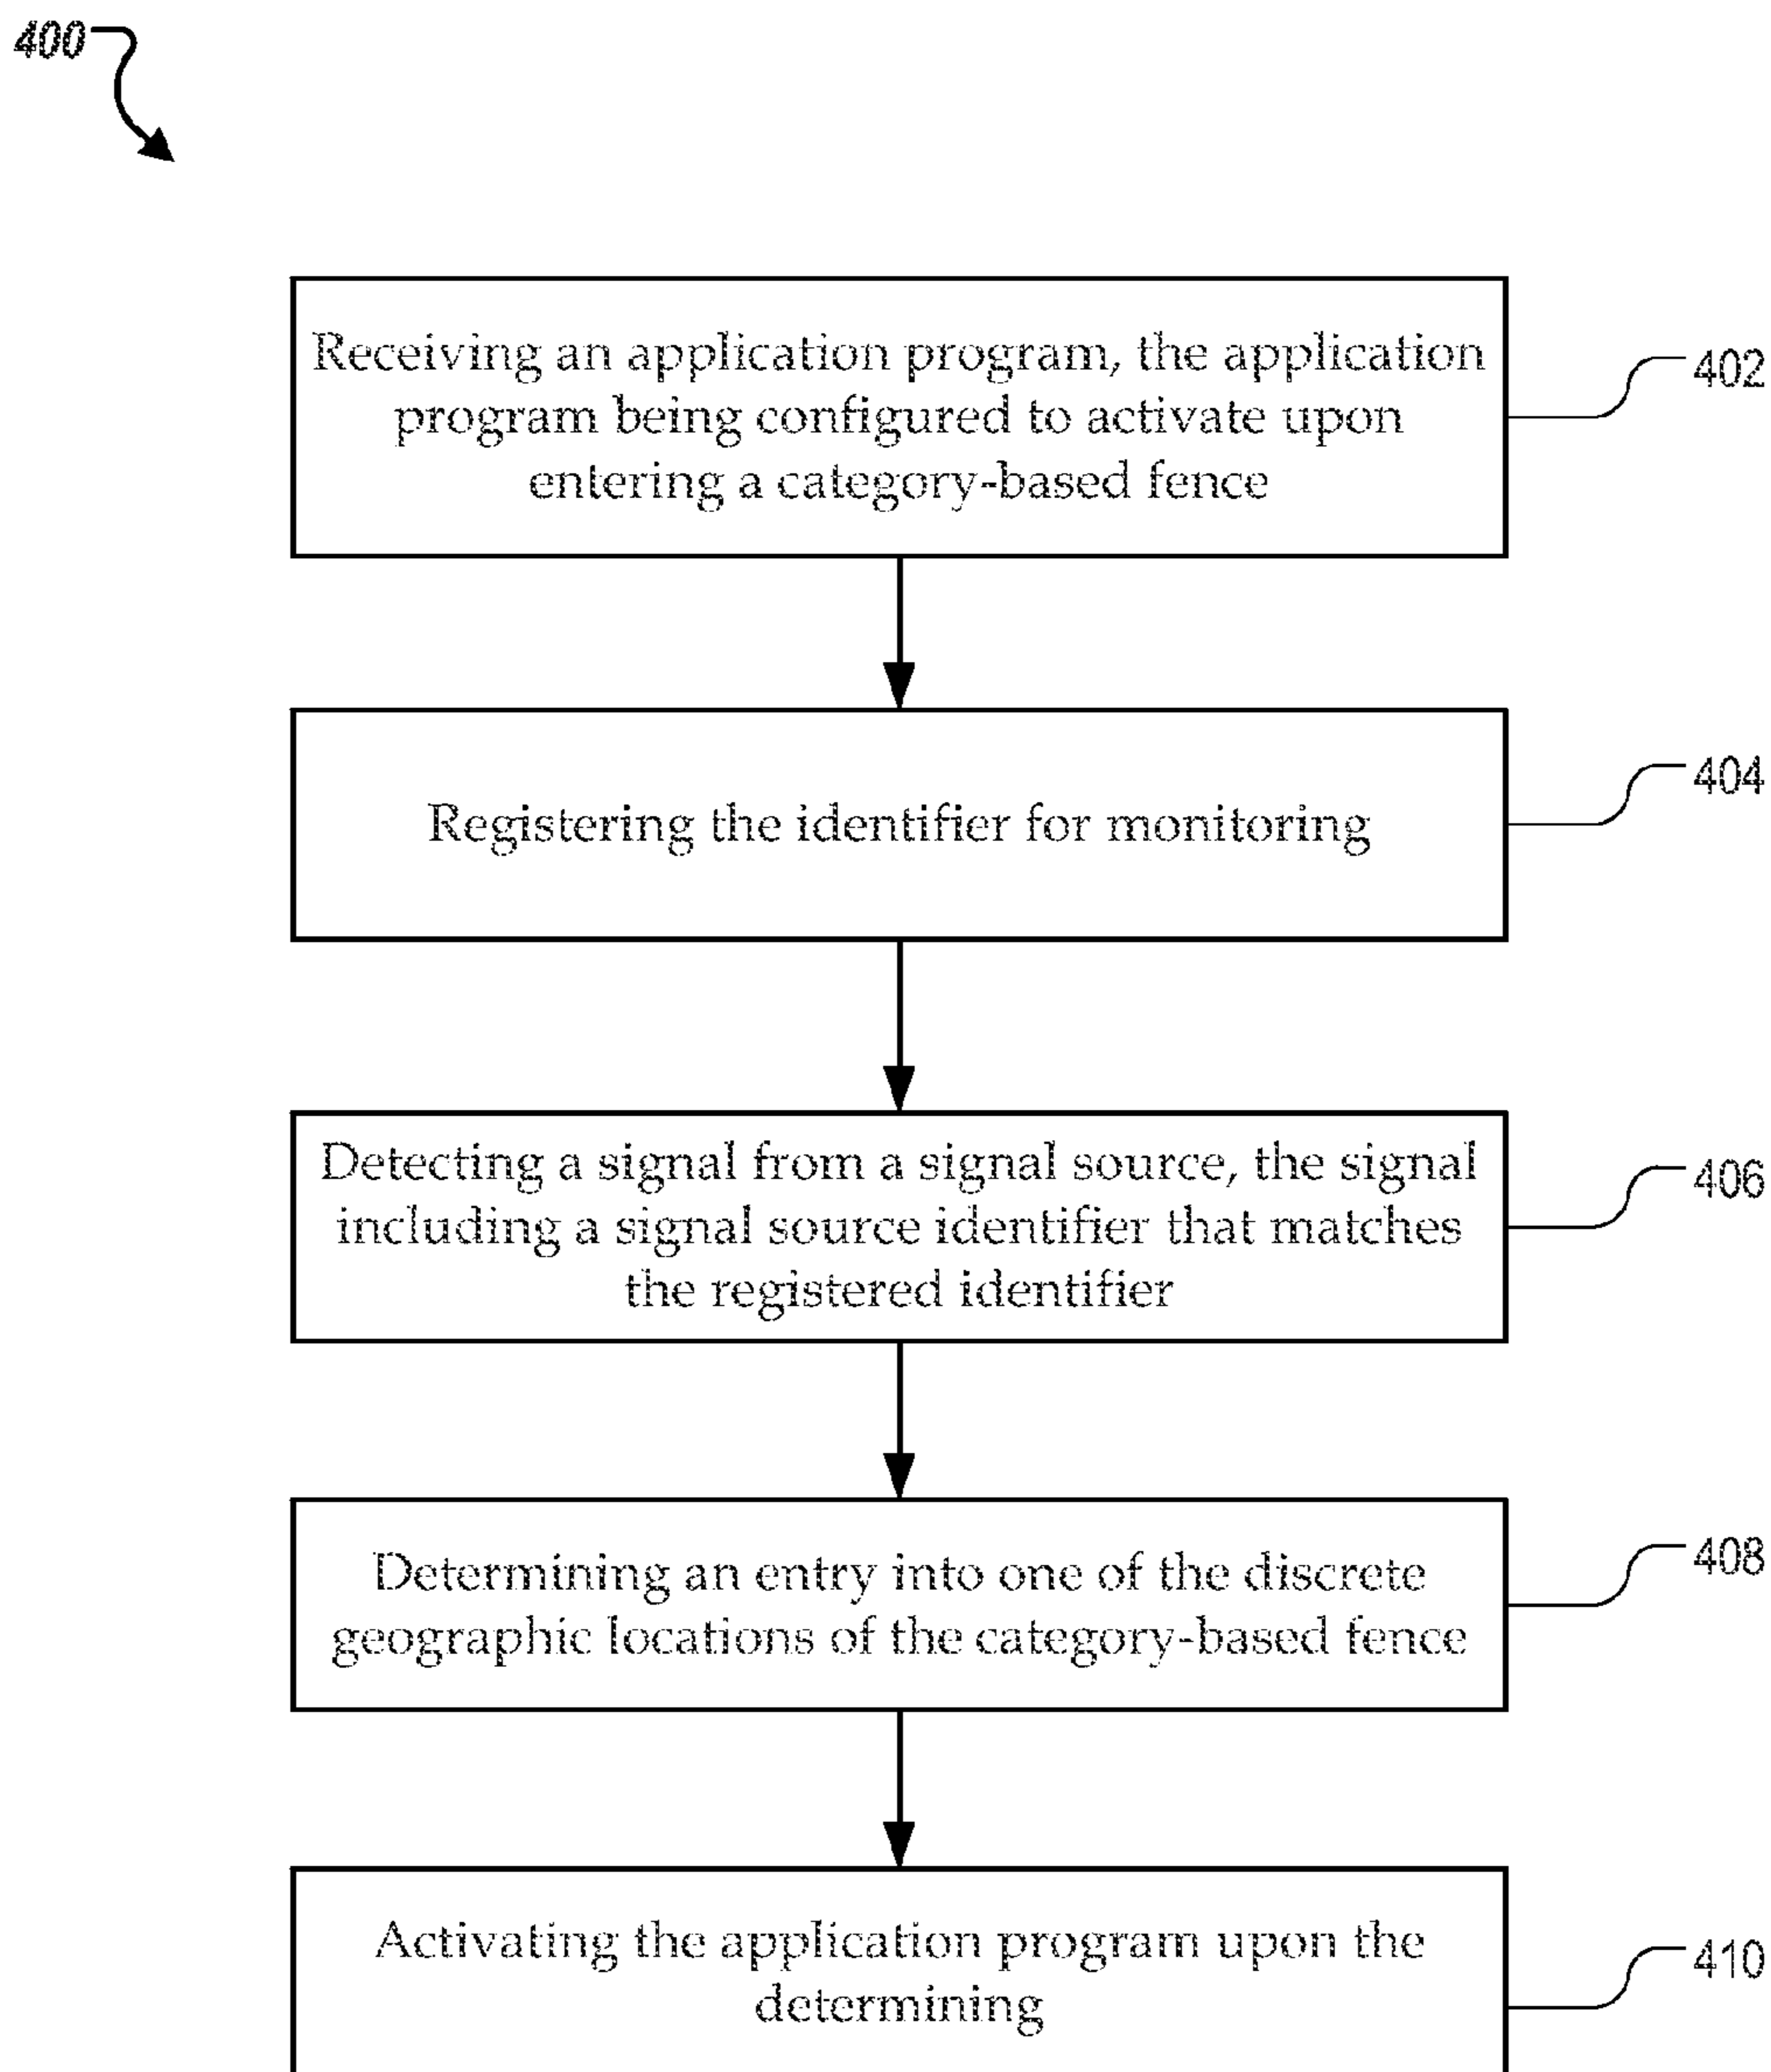 400
Receiving an application program, the application
program being configured to activate upon
entering a category-based fence
402
Registering the identifier for monitoring
404
Detecting a signal from a signal source, the signal
including a signal source identifier that matches
the registered identifier
406
Determining an entry into one of the discrete
geographic locations of the category-based fence
408
Activating the application program upon the
determining
410